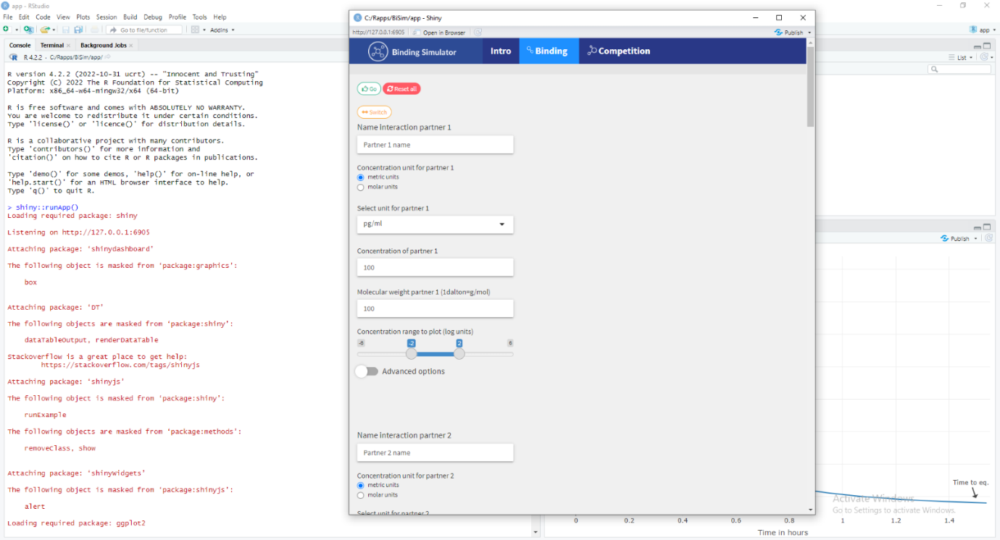 app - RStudio
File Edit Code View Plots Session Build Debug Profile Tools Help
Go to file/function
Addins
app
Console Terminal Background Jobs
R 4.2.2 · C:/Rapps/BiSim/app/
R version 4.2.2 (2022-10-31 ucrt) -- "Innocent and Trusting"
Copyright (C) 2022 The R Foundation for Statistical Computing
Platform: x86_64-w64-mingw32/x64 (64-bit)
R is free software and comes with ABSOLUTELY NO WARRANTY.
You are welcome to redistribute it under certain conditions.
Type 'license()' or 'licence()' for distribution details.
R is a collaborative project with many contributors.
Type 'contributors()' for more information and
'citation()' on how to cite R or R packages in publications.
Type 'demo()' for some demos, 'help()' for on-line help, or
'help.start()' for an HTML browser interface to help.
Type 'q()' to quit R.
> shiny::runApp()
Loading required package: shiny
Listening on http://127.0.0.1:6905
Attaching package: 'shinydashboard'
The following object is masked from 'package:graphics':
box
Attaching package: 'DT'
The following objects are masked from 'package:shiny':
dataTableOutput, renderDataTable
Stackoverflow is a great place to get help:
https://stackoverflow.com/tags/shinyjs
Attaching package: 'shinyjs'
The following object is masked from 'package:shiny':
runExample
The following objects are masked from 'package:methods':
removeClass, show
Attaching package: 'shinyWidgets'
The following object is masked from 'package:shinyjs':
alert
Loading required package: ggplot2
C:/Rapps/BiSim/app - Shiny
http://127.0.0.1:6905 Open in Browser
Publish
Binding Simulator
Intro
Binding
Competition
Go
Reset all
Switch
Name Interaction partner 1
Partner 1 name
Concentration unit for partner 1
metric units
molar units
Select unit for partner 1
pg/ml
Concentration of partner 1
100
Molecular weight partner 1 (1dalton=g/mol)
100
Concentration range to plot (log units)
-6 -2 2 6
Advanced options
Name interaction partner 2
Partner 2 name
Concentration unit for partner 2
metric units
molar units
Select unit for partner 2
List
Publish
Time to eq.
Activate Windows
Go to Settings to activate Windows.
0 0.2 0.4 0.6 0.8 1 1.2 1.4
Time in hours